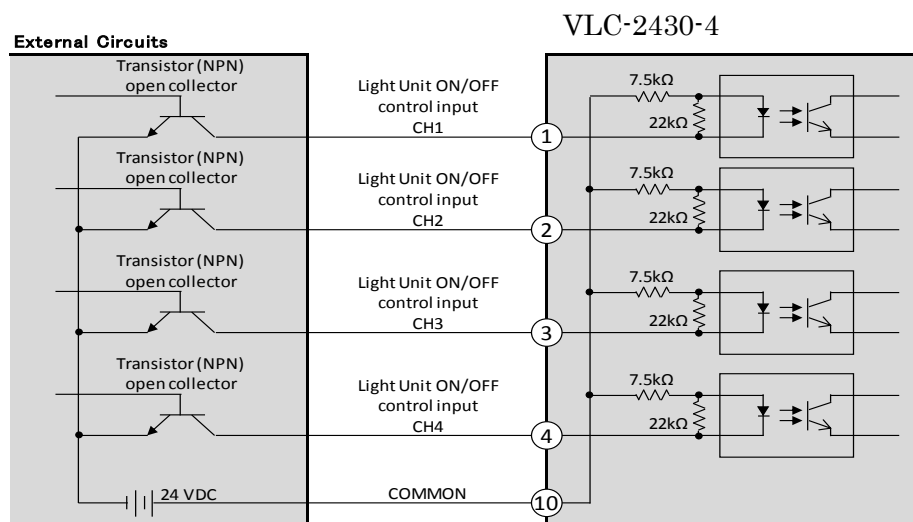 VLC-2430-4
External Circuits
Transistor (NPN)
open collector
Light Unit ON/OFF
control input
CH1
1
7.5kΩ
22kΩ
Transistor (NPN)
open collector
Light Unit ON/OFF
control input
CH2
2
7.5kΩ
22kΩ
Transistor (NPN)
open collector
Light Unit ON/OFF
control input
CH3
3
7.5kΩ
22kΩ
Transistor (NPN)
open collector
Light Unit ON/OFF
control input
CH4
4
7.5kΩ
22kΩ
24 VDC
COMMON
10